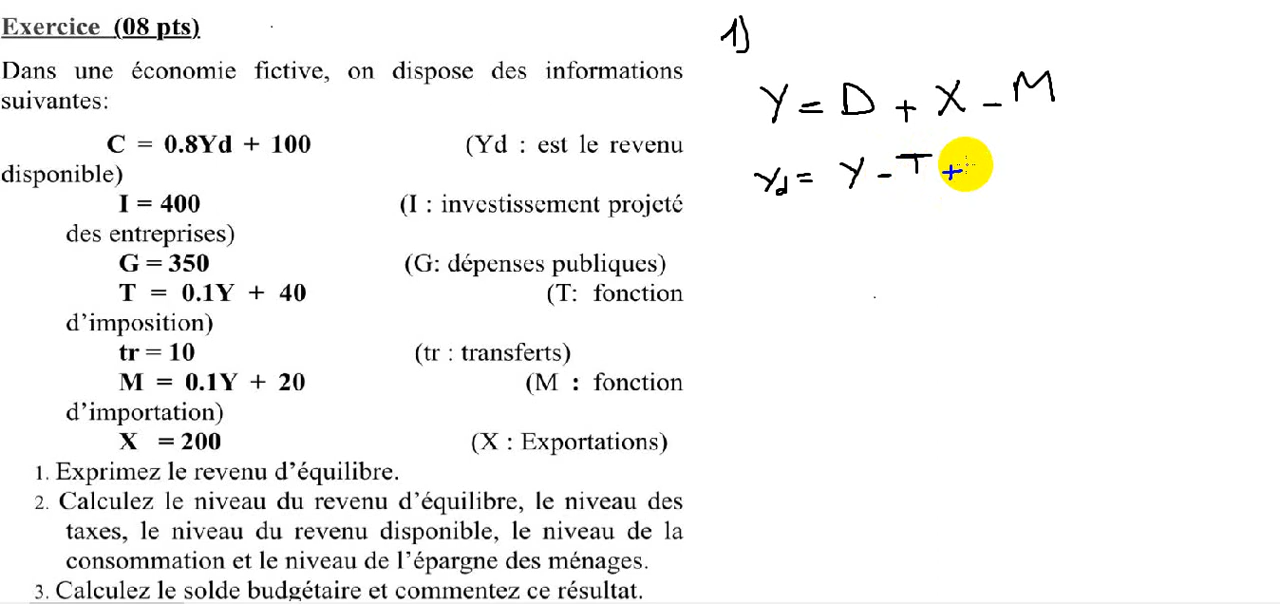 Exercice (08 pts)
Dans une économie fictive, on dispose des informations
suivantes:
C = 0.8Yd + 100 (Yd : est le revenu
disponible)
I = 400 (I : investissement projeté
des entreprises)
G = 350 (G: dépenses publiques)
T = 0.1Y + 40 (T: fonction
d’imposition)
tr = 10 (tr : transferts)
M = 0.1Y + 20 (M : fonction
d’importation)
X = 200 (X : Exportations)
1. Exprimez le revenu d’équilibre.
2. Calculez le niveau du revenu d’équilibre, le niveau des
taxes, le niveau du revenu disponible, le niveau de la
consommation et le niveau de l’épargne des ménages.
3. Calculez le solde budgétaire et commentez ce résultat.
1)
Y = D + X - M
Yd = Y - T +